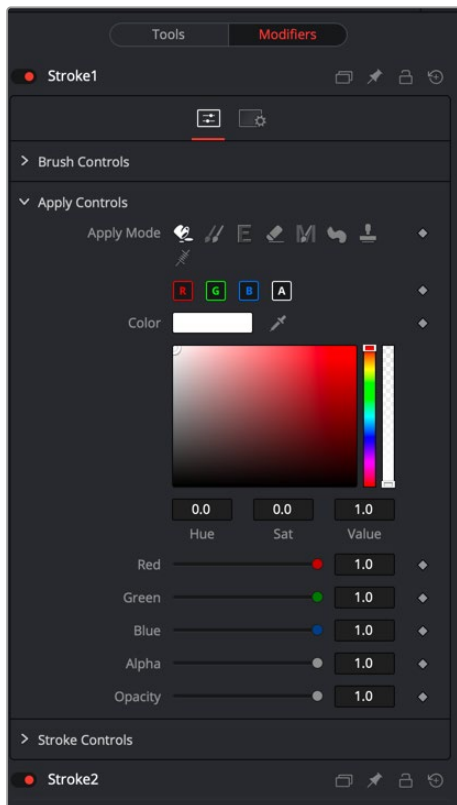 Tools Modifiers
Stroke1
Brush Controls
Apply Controls
Apply Mode E M
R G B A
Color
0.0 0.0 1.0
Hue Sat Value
Red 1.0
Green 1.0
Blue 1.0
Alpha 1.0
Opacity 1.0
Stroke Controls
Stroke2